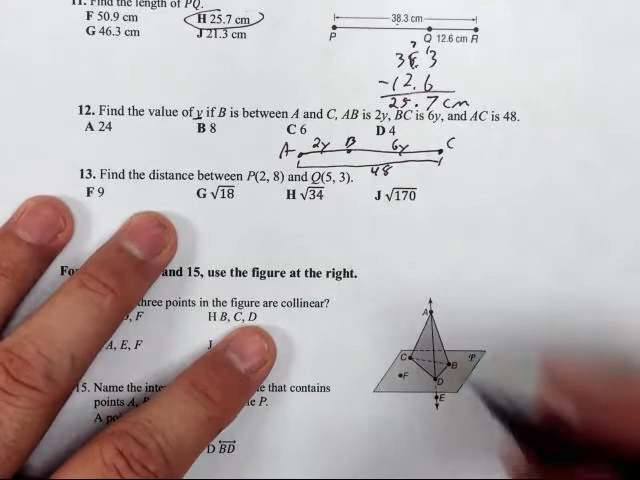 11. Find the length of PQ.
F 50.9 cm H 25.7 cm
G 46.3 cm J 21.3 cm
38.3 cm
P Q 12.6 cm R
38.3
-12.6
25.7 cm
12. Find the value of y if B is between A and C, AB is 2y, BC is 6y, and AC is 48.
A 24 B 8 C 6 D 4
A 2y B 6y C
48
13. Find the distance between P(2, 8) and Q(5, 3).
F 9 G √18 H √34 J √170
and 15, use the figure at the right.
three points in the figure are collinear?
, F H B, C, D
A, E, F J
A
C B P
F D
E
15. Name the that contains
points A, P.
A
D BD